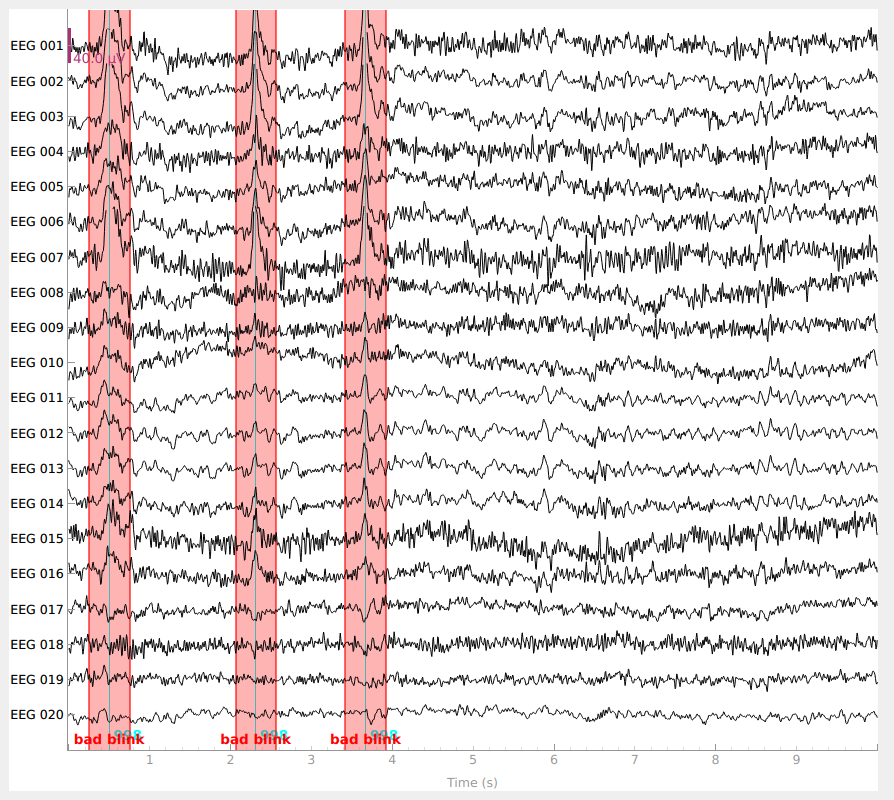 EEG 001
40.0 µV
EEG 002
EEG 003
EEG 004
EEG 005
EEG 006
EEG 007
EEG 008
EEG 009
EEG 010
EEG 011
EEG 012
EEG 013
EEG 014
EEG 015
EEG 016
EEG 017
EEG 018
EEG 019
EEG 020
998 998 998
bad blink bad blink bad blink
1 2 3 4 5 6 7 8 9
Time (s)